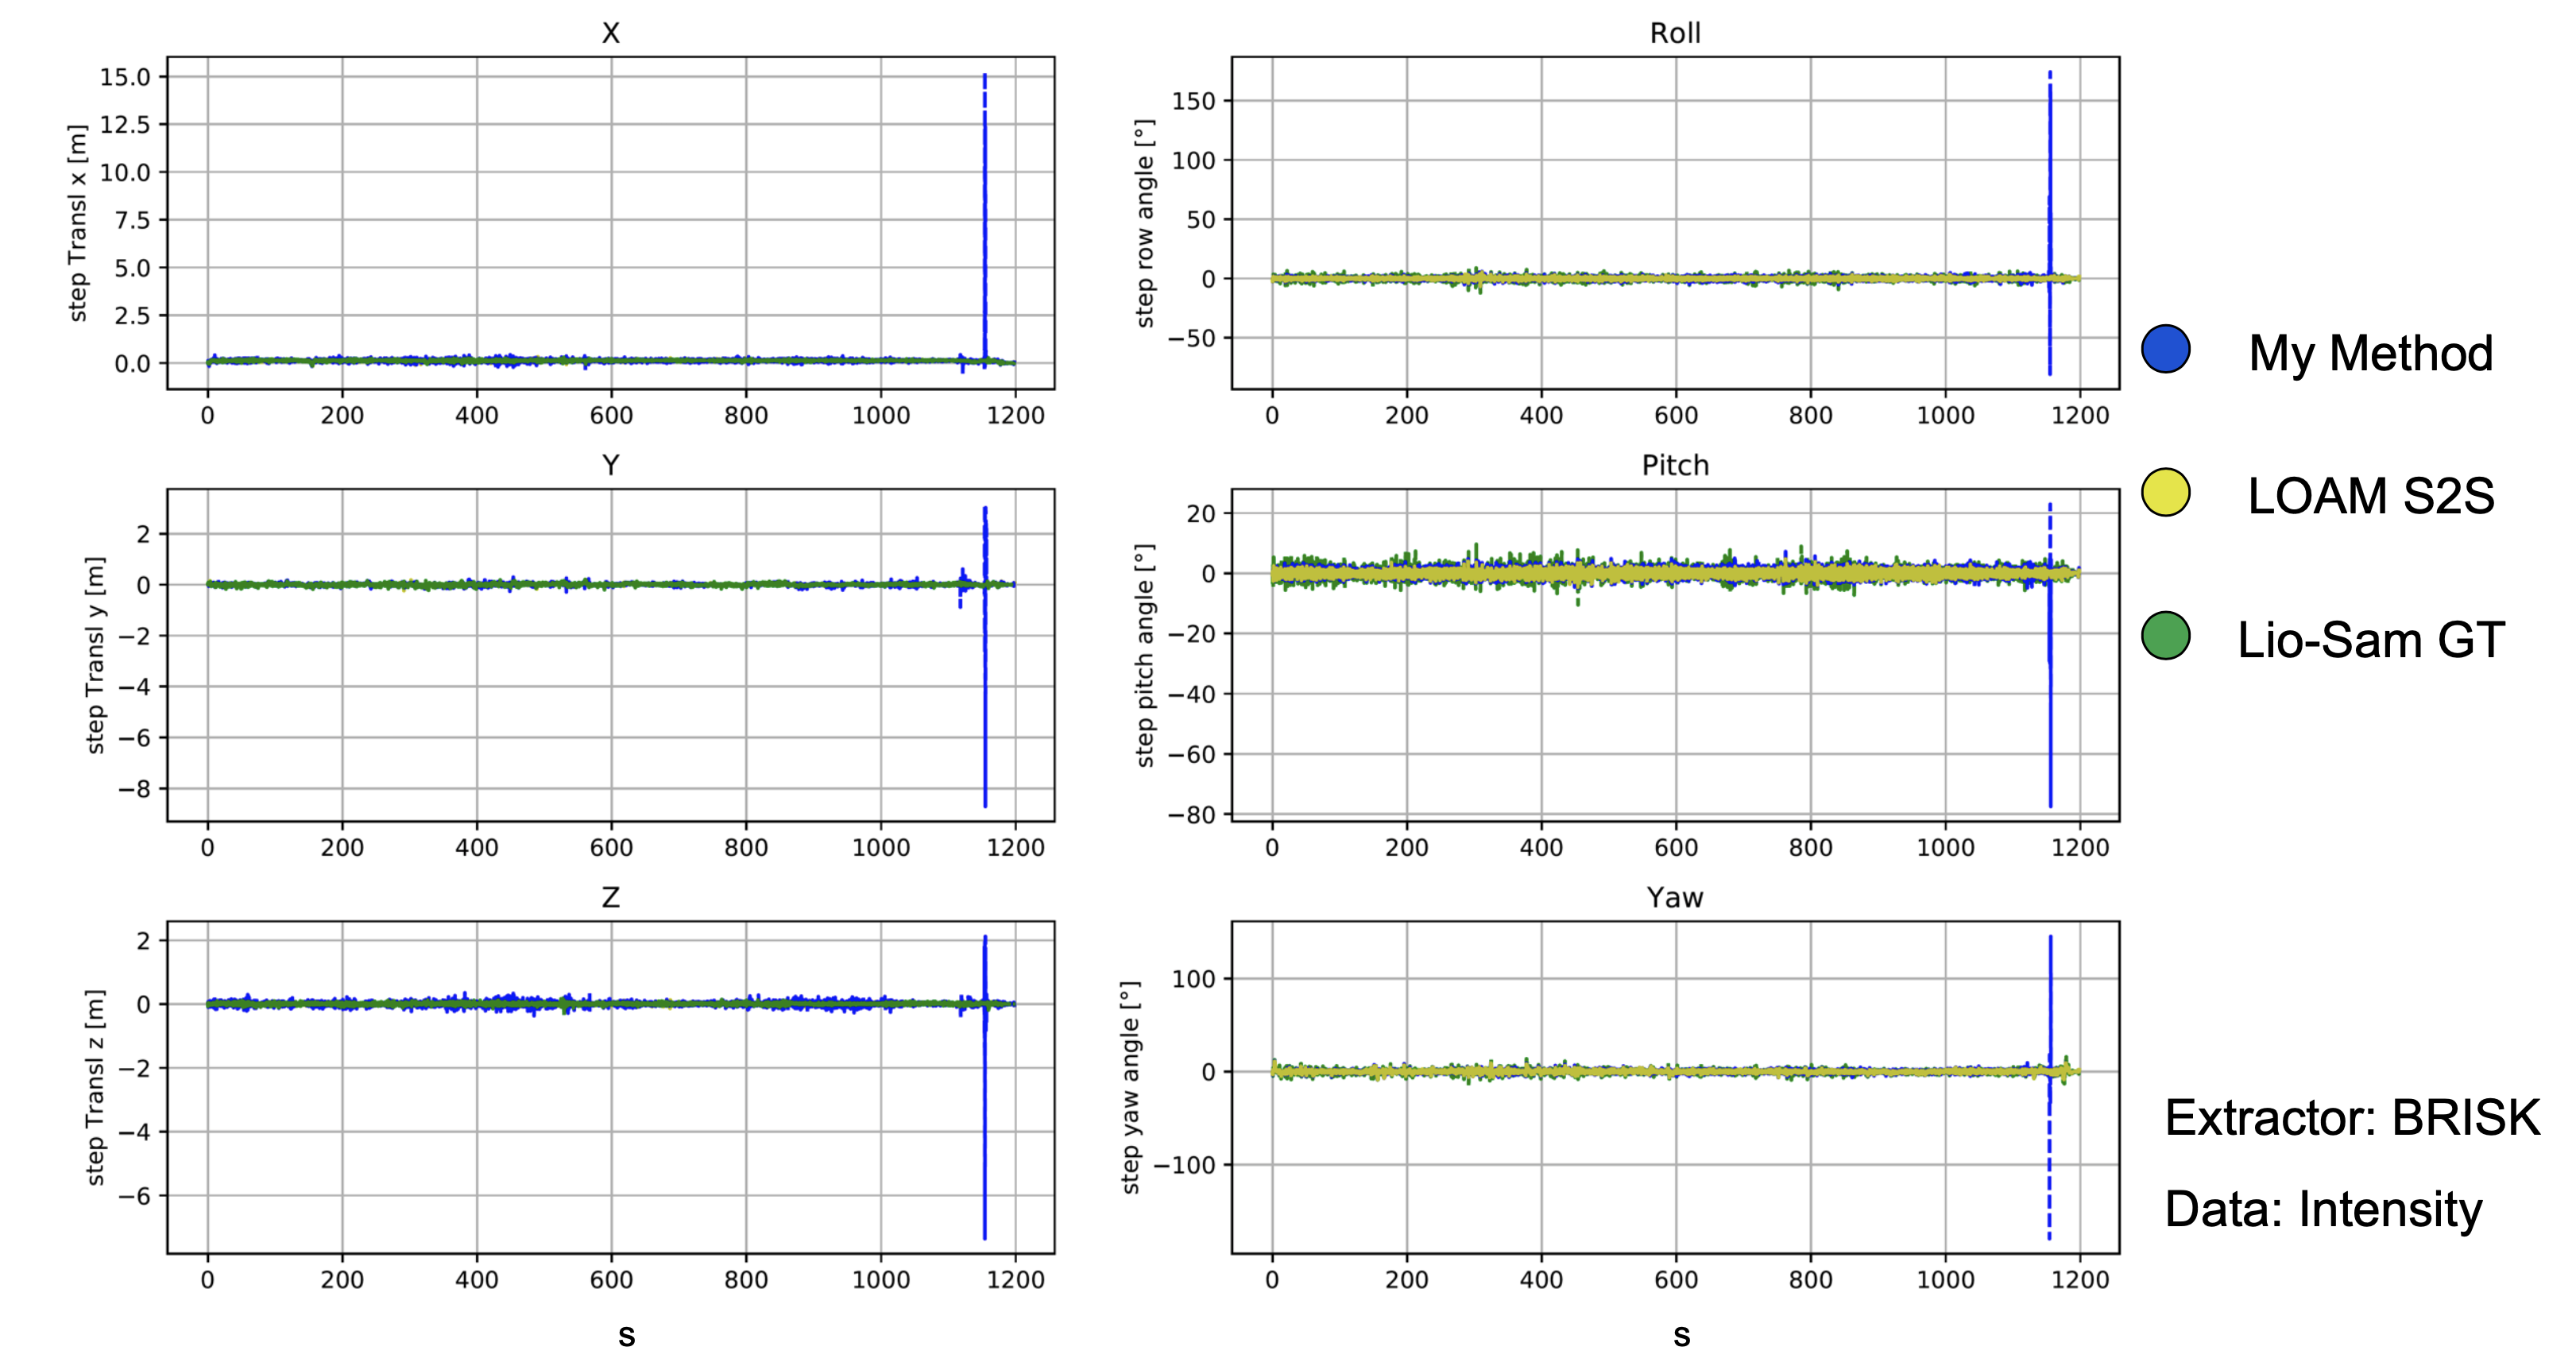 X
step Transl x [m]
15.0
12.5
10.0
7.5
5.0
2.5
0.0
0 200 400 600 800 1000 1200
Roll
step row angle [°]
150
100
50
0
−50
0 200 400 600 800 1000 1200
Y
step Transl y [m]
2
0
−2
−4
−6
−8
0 200 400 600 800 1000 1200
Pitch
step pitch angle [°]
20
0
−20
−40
−60
−80
0 200 400 600 800 1000 1200
Z
step Transl z [m]
2
0
−2
−4
−6
0 200 400 600 800 1000 1200
s
Yaw
step yaw angle [°]
100
0
−100
0 200 400 600 800 1000 1200
s
My Method
LOAM S2S
Lio-Sam GT
Extractor: BRISK
Data: Intensity